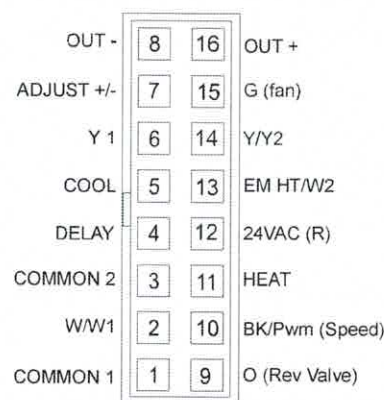 OUT - 8 16 OUT +
ADJUST +/- 7 15 G (fan)
Y 1 6 14 Y/Y2
COOL 5 13 EM HT/W2
DELAY 4 12 24VAC (R)
COMMON 2 3 11 HEAT
W/W1 2 10 BK/Pwm (Speed)
COMMON 1 1 9 O (Rev Valve)